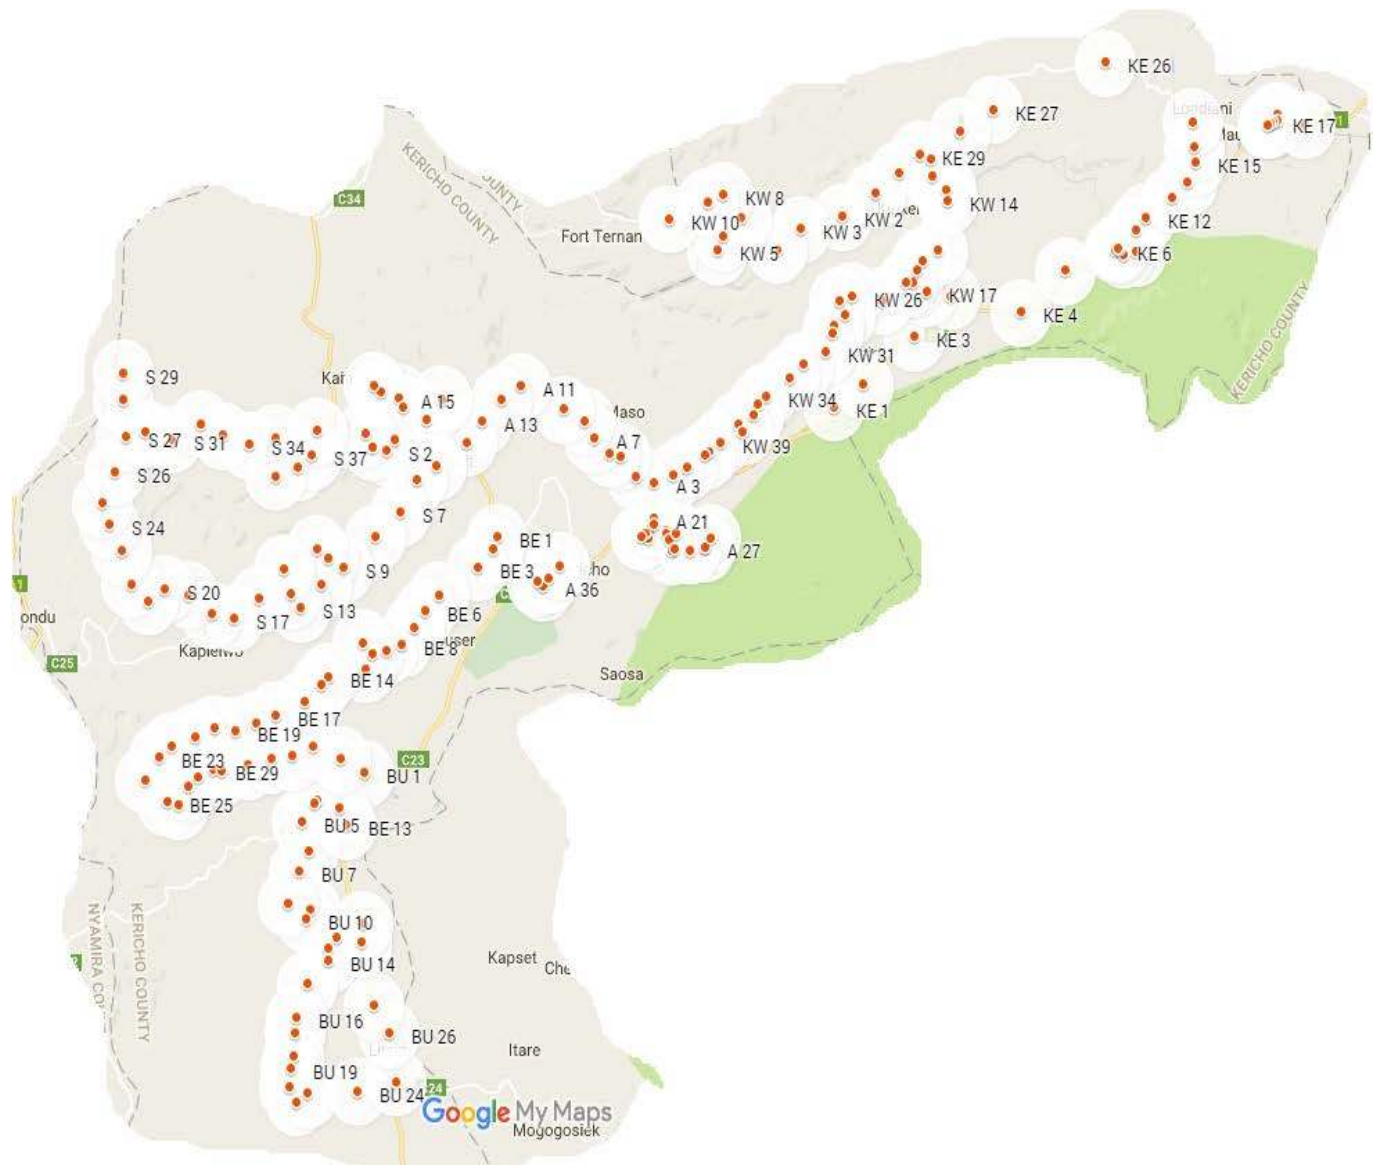 KE 26
Londiani
KE 27
KE 17
KERICHO COUNTY
COUNTY
KE 29
KE 15
C34
KW 8
KW 14
KW 10
KW 2
KE 12
Fort Ternan
KW 3
KW 5
KE 6
KW 26
KW 17
KE 4
KERICHO COUNTY
KE 3
KW 31
S 29
A 11
A 15
KW 34
KE 1
A 13
S 27
S 31
S 34
S 2
A 7
KW 39
S 37
S 26
A 3
S 7
S 24
A 21
BE 1
A 27
S 9
BE 3
A 36
S 20
S 13
BE 6
S 17
BE 8
C25
Saosa
BE 14
BE 17
BE 19
BE 23
C23
BE 29
BU 1
BE 25
BU 5
BE 13
BU 7
NYAMIRA
KERICHO COUNTY
BU 10
Kapset
BU 14
BU 16
BU 26
Itare
BU 19
BU 24
Google My Maps
Mogogosiek